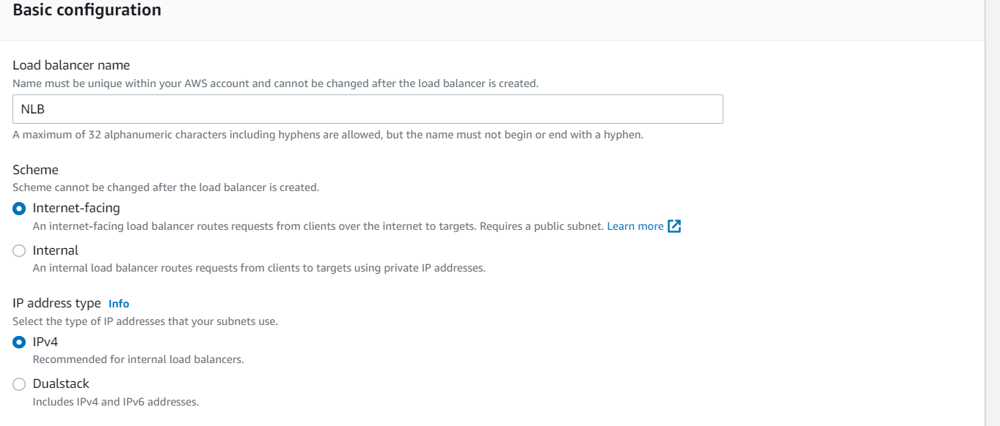 Basic configuration
Load balancer name
Name must be unique within your AWS account and cannot be changed after the load balancer is created.
NLB
A maximum of 32 alphanumeric characters including hyphens are allowed, but the name must not begin or end with a hyphen.
Scheme
Scheme cannot be changed after the load balancer is created.
Internet-facing
An internet-facing load balancer routes requests from clients over the internet to targets. Requires a public subnet. Learn more
Internal
An internal load balancer routes requests from clients to targets using private IP addresses.
IP address type Info
Select the type of IP addresses that your subnets use.
IPv4
Recommended for internal load balancers.
Dualstack
Includes IPv4 and IPv6 addresses.